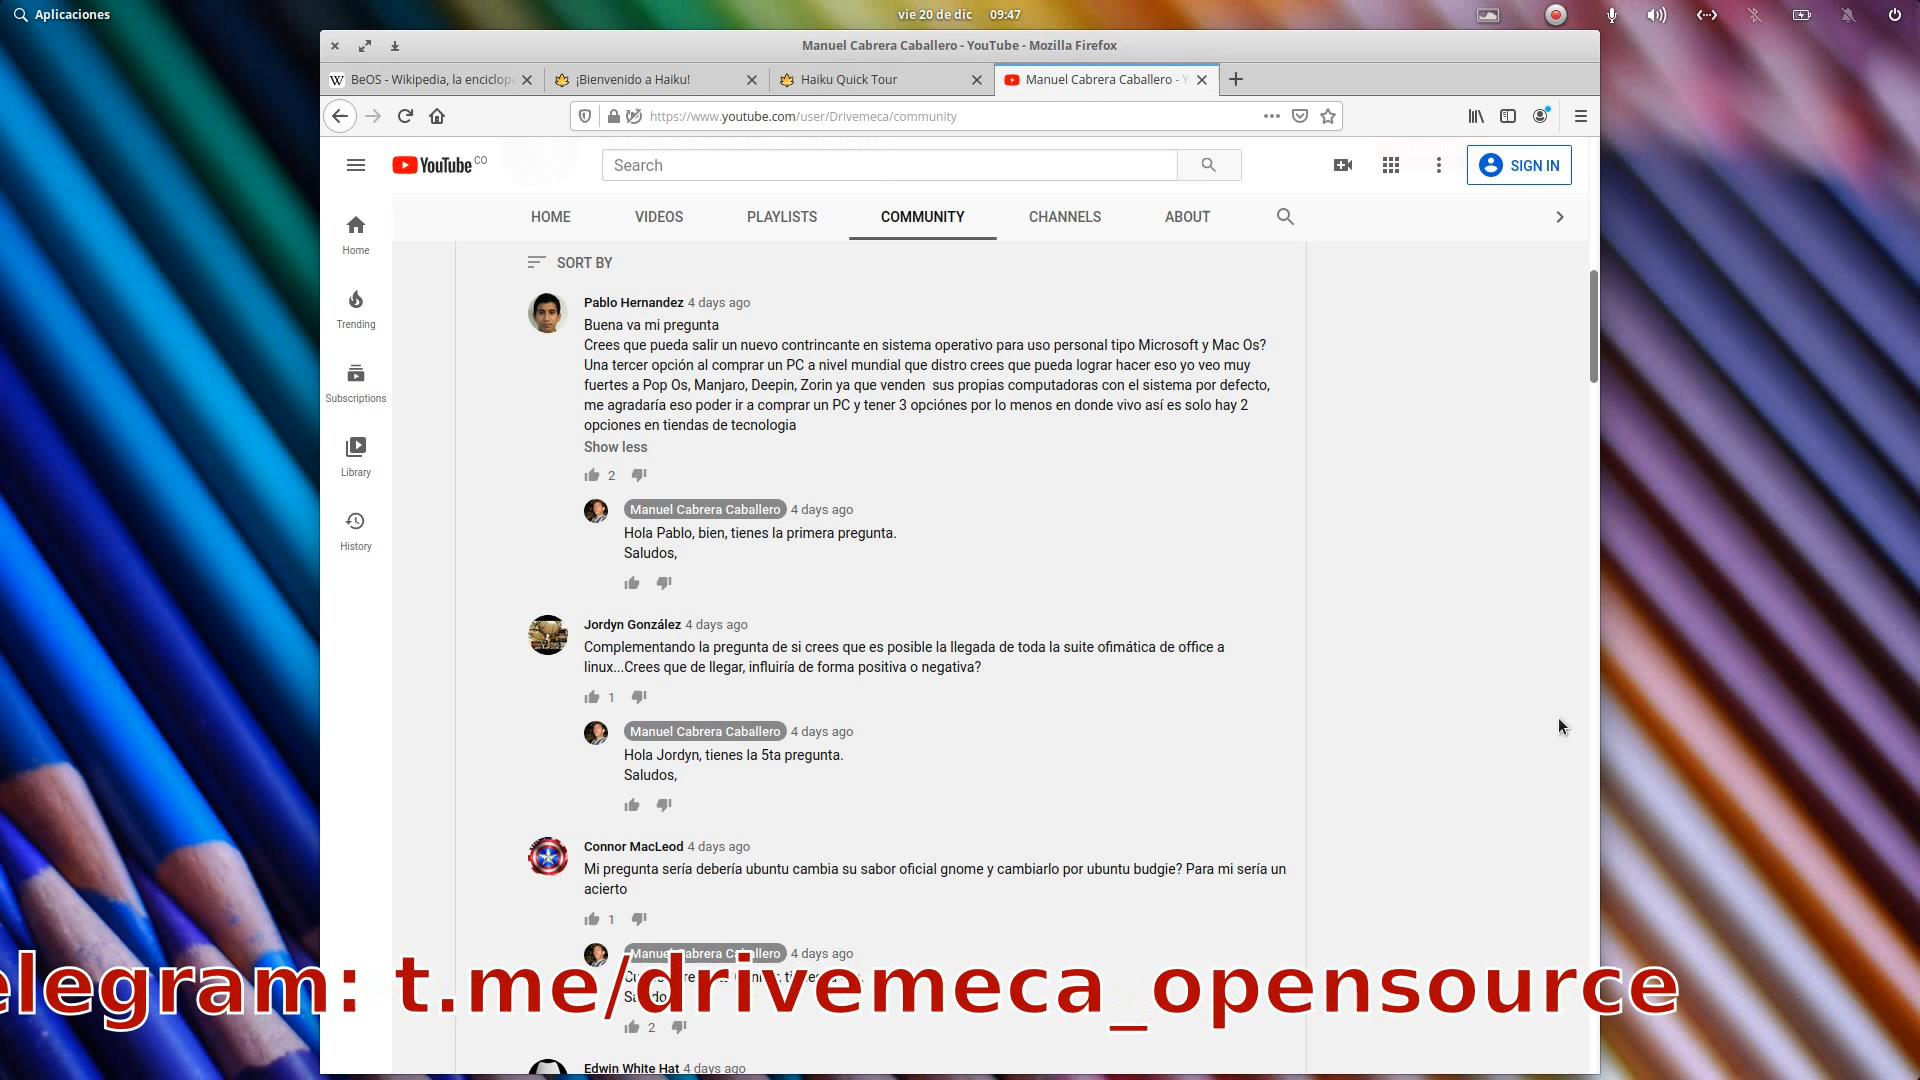 Aplicaciones
vie 20 de dic 09:47
Manuel Cabrera Caballero - YouTube - Mozilla Firefox
BeOS - Wikipedia, la enciclop
¡Bienvenido a Haiku!
Haiku Quick Tour
Manuel Cabrera Caballero - Y
https://www.youtube.com/user/Drivemeca/community
YouTube CO
Search
SIGN IN
HOME
VIDEOS
PLAYLISTS
COMMUNITY
CHANNELS
ABOUT
Home
Trending
Subscriptions
Library
History
SORT BY
Pablo Hernandez 4 days ago
Buena va mi pregunta
Crees que pueda salir un nuevo contrincante en sistema operativo para uso personal tipo Microsoft y Mac Os?
Una tercer opción al comprar un PC a nivel mundial que distro crees que pueda lograr hacer eso yo veo muy
fuertes a Pop Os, Manjaro, Deepin, Zorin ya que venden sus propias computadoras con el sistema por defecto,
me agradaría eso poder ir a comprar un PC y tener 3 opciónes por lo menos en donde vivo así es solo hay 2
opciones en tiendas de tecnologia
Show less
2
Manuel Cabrera Caballero 4 days ago
Hola Pablo, bien, tienes la primera pregunta.
Saludos,
Jordyn González 4 days ago
Complementando la pregunta de si crees que es posible la llegada de toda la suite ofimática de office a
linux...Crees que de llegar, influiría de forma positiva o negativa?
1
Manuel Cabrera Caballero 4 days ago
Hola Jordyn, tienes la 5ta pregunta.
Saludos,
Connor MacLeod 4 days ago
Mi pregunta sería debería ubuntu cambia su sabor oficial gnome y cambiarlo por ubuntu budgie? Para mi sería un
acierto
1
Manuel Cabrera Caballero 4 days ago
elegram: t.me/drivemeca_opensource
2
Edwin White Hat 4 days ago